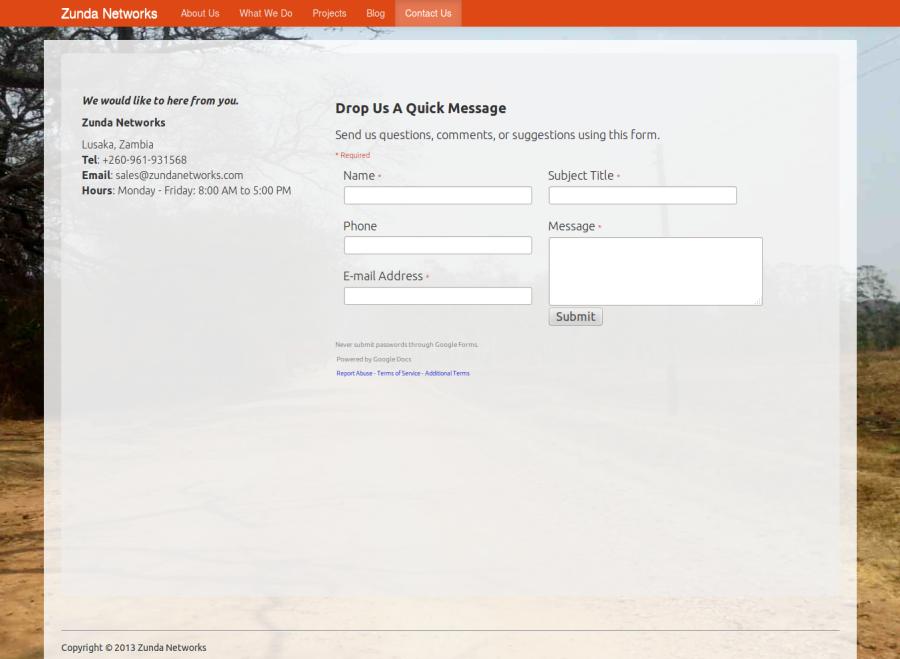 Zunda Networks About Us What We Do Projects Blog Contact Us
We would like to here from you.
Zunda Networks
Lusaka, Zambia
Tel: +260-961-931568
Email: sales@zundanetworks.com
Hours: Monday - Friday: 8:00 AM to 5:00 PM
Drop Us A Quick Message
Send us questions, comments, or suggestions using this form.
* Required
Name *
Subject Title *
Phone
Message *
E-mail Address *
Submit
Never submit passwords through Google Forms.
Powered by Google Docs
Report Abuse - Terms of Service - Additional Terms
Copyright © 2013 Zunda Networks